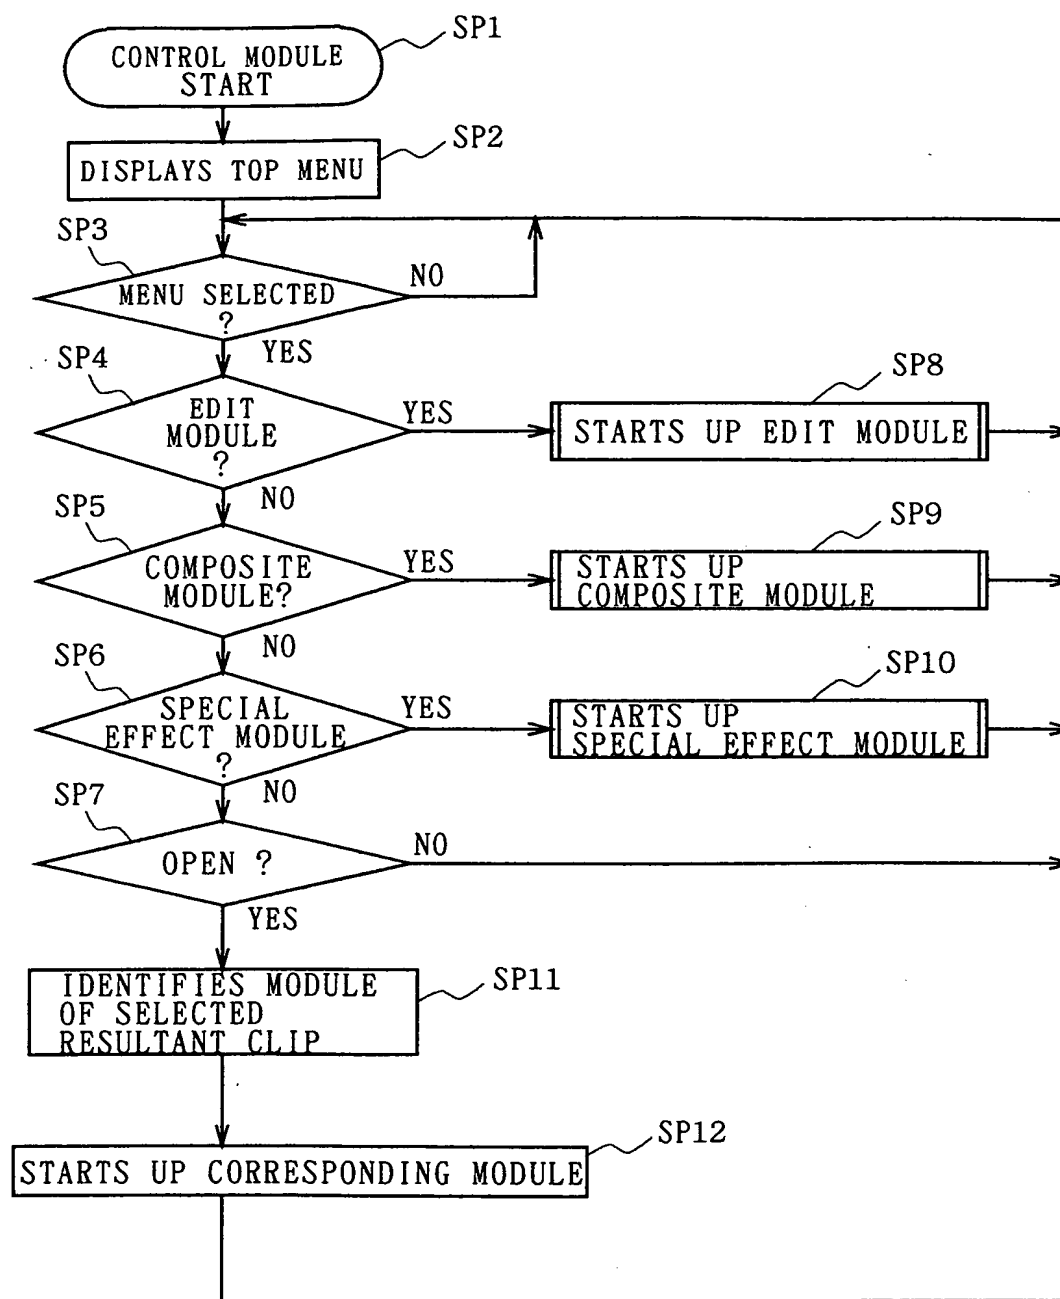 SP1
CONTROL MODULE
START
SP2
DISPLAYS TOP MENU
SP3
NO
MENU SELECTED
?
YES
SP4
EDIT
MODULE
?
YES
SP8
STARTS UP EDIT MODULE
NO
SP5
COMPOSITE
MODULE?
YES
SP9
STARTS UP
COMPOSITE MODULE
NO
SP6
SPECIAL
EFFECT MODULE
?
YES
SP10
STARTS UP
SPECIAL EFFECT MODULE
NO
SP7
OPEN ?
NO
YES
IDENTIFIES MODULE
OF SELECTED
RESULTANT CLIP
SP11
SP12
STARTS UP CORRESPONDING MODULE